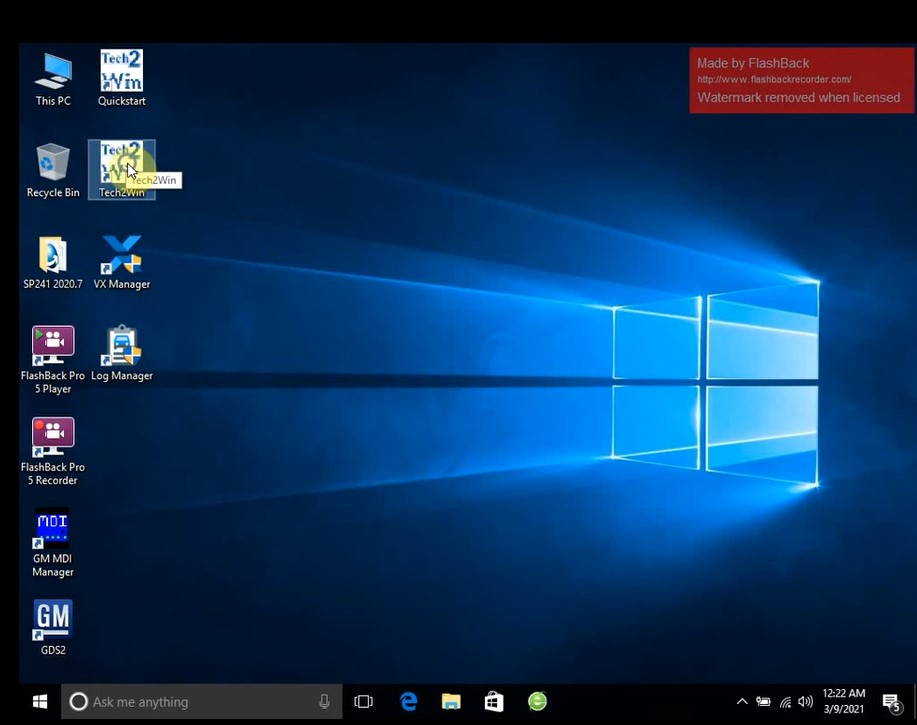 Made by FlashBack
http://www.flashbackrecorder.com/
Watermark removed when licensed
Tech2
Win
This PC
Quickstart
Tech2
Recycle Bin
Tech2Win
Tech2Win
SP241 2020.7
VX Manager
FlashBack Pro
5 Player
Log Manager
FlashBack Pro
5 Recorder
MDI
GM MDI
Manager
GM
GDS2
Ask me anything
12:22 AM
3/9/2021
5